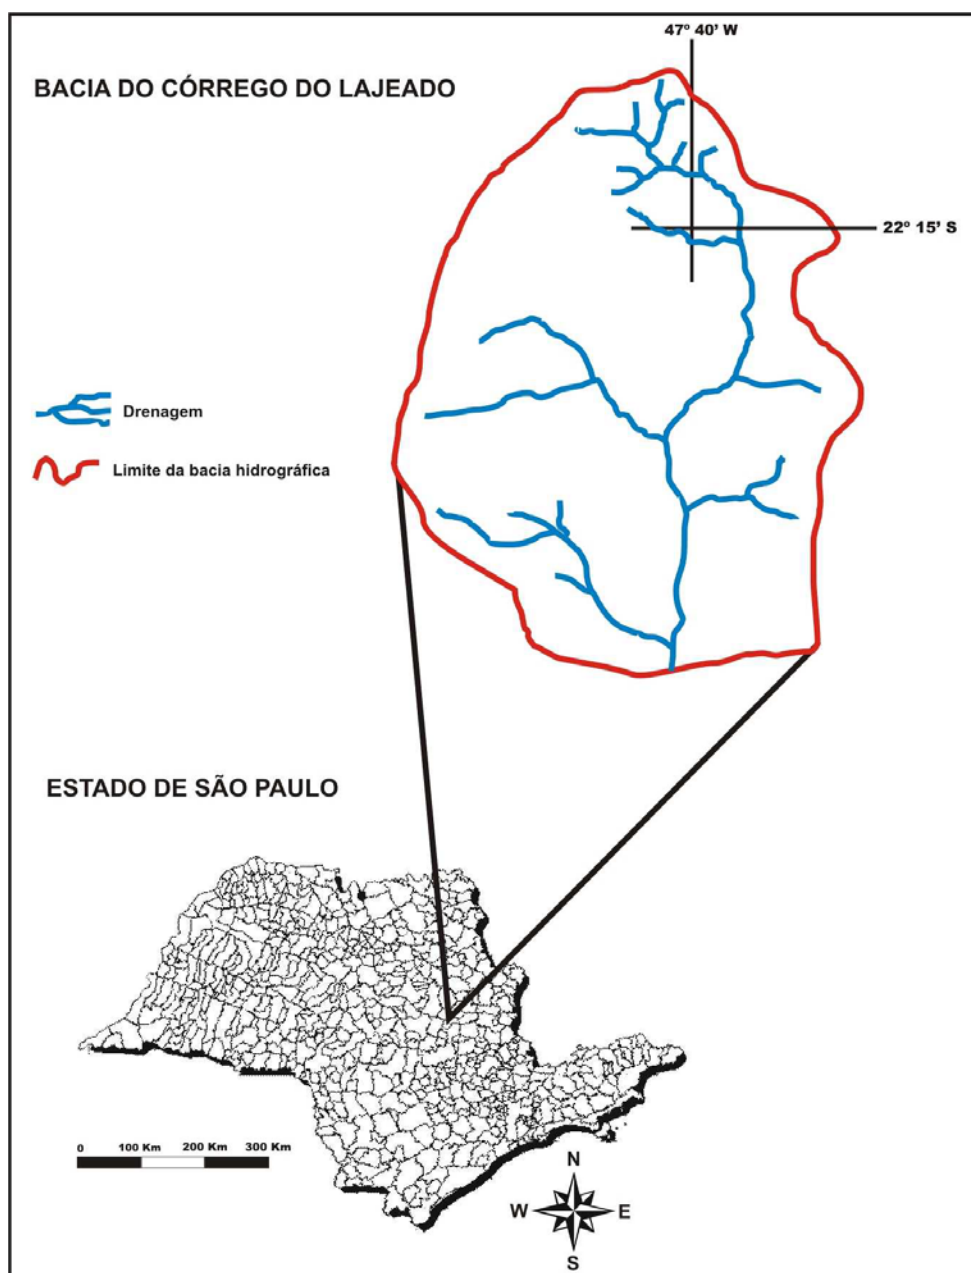 47º 40’ W
BACIA DO CÓRREGO DO LAJEADO
22º 15’ S
Drenagem
Limite da bacia hidrográfica
ESTADO DE SÃO PAULO
0 100 Km 200 Km 300 Km
N
W E
S